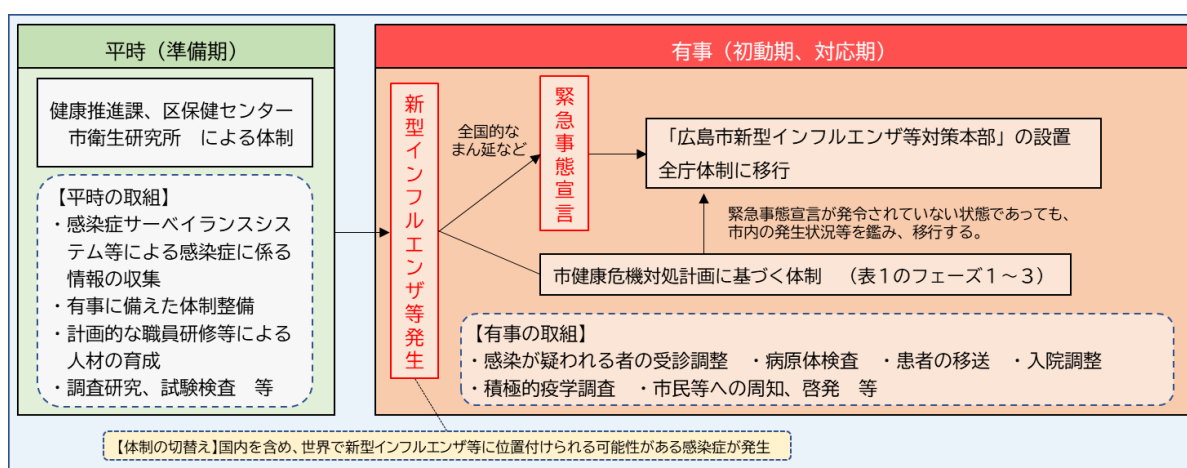 平時（準備期）
健康推進課、区保健センター
市衛生研究所　による体制
【平時の取組】
・感染症サーベイランスシス
テム等による感染症に係る
情報の収集
・有事に備えた体制整備
・計画的な職員研修等による
人材の育成
・調査研究、試験検査　等
有事（初動期、対応期）
新型インフルエンザ等発生
全国的な
まん延など
緊急事態宣言
「広島市新型インフルエンザ等対策本部」の設置
全庁体制に移行
緊急事態宣言が発令されていない状態であっても、
市内の発生状況等を鑑み、移行する。
市健康危機対処計画に基づく体制　（表１のフェーズ１～３）
【有事の取組】
・感染が疑われる者の受診調整　・病原体検査　・患者の移送　・入院調整
・積極的疫学調査　・市民等への周知、啓発　等
【体制の切替え】国内を含め、世界で新型インフルエンザ等に位置付けられる可能性がある感染症が発生